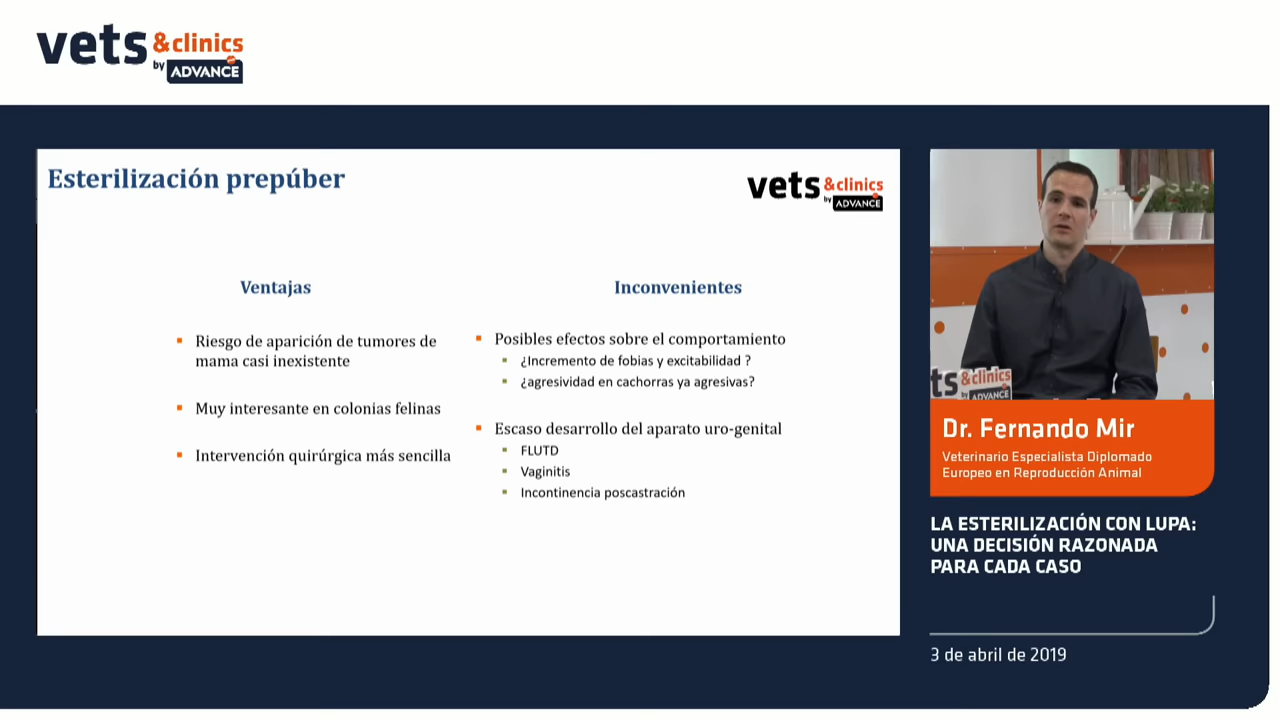 vets &clinics
by ADVANCE
Esterilización prepúber
vets &clinics
by ADVANCE
Ventajas
Riesgo de aparición de tumores de
mama casi inexistente
Muy interesante en colonias felinas
Intervención quirúrgica más sencilla
Inconvenientes
Posibles efectos sobre el comportamiento
¿Incremento de fobias y excitabilidad ?
¿agresividad en cachorras ya agresivas?
Escaso desarrollo del aparato uro-genital
FLUTD
Vaginitis
Incontinencia poscastración
ts &clinics
by ADVANCE
Dr. Fernando Mir
Veterinario Especialista Diplomado
Europeo en Reproducción Animal
LA ESTERILIZACIÓN CON LUPA:
UNA DECISIÓN RAZONADA
PARA CADA CASO
3 de abril de 2019